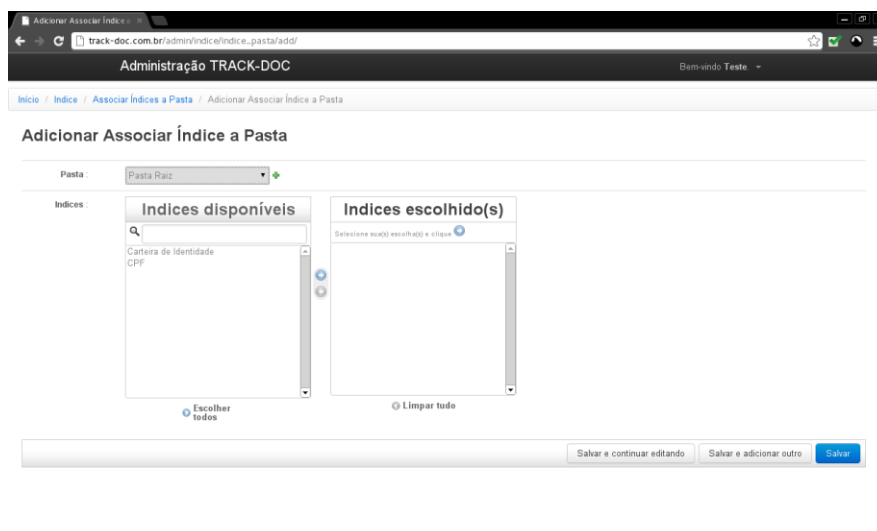 Adicionar Associar Índice a
track-doc.com.br/admin/indice/indice_pasta/add/
Administração TRACK-DOC
Bem-vindo Teste
Início / Indice / Associar Índices a Pasta / Adicionar Associar Índice a Pasta
Adicionar Associar Índice a Pasta
Pasta :
Pasta Raiz
Indices :
Indices disponíveis
Carteira de Identidade
CPF
Escolher
todos
Indices escolhido(s)
Selecione sua(s) escolha(s) e clique
Limpar tudo
Salvar e continuar editando
Salvar e adicionar outro
Salvar